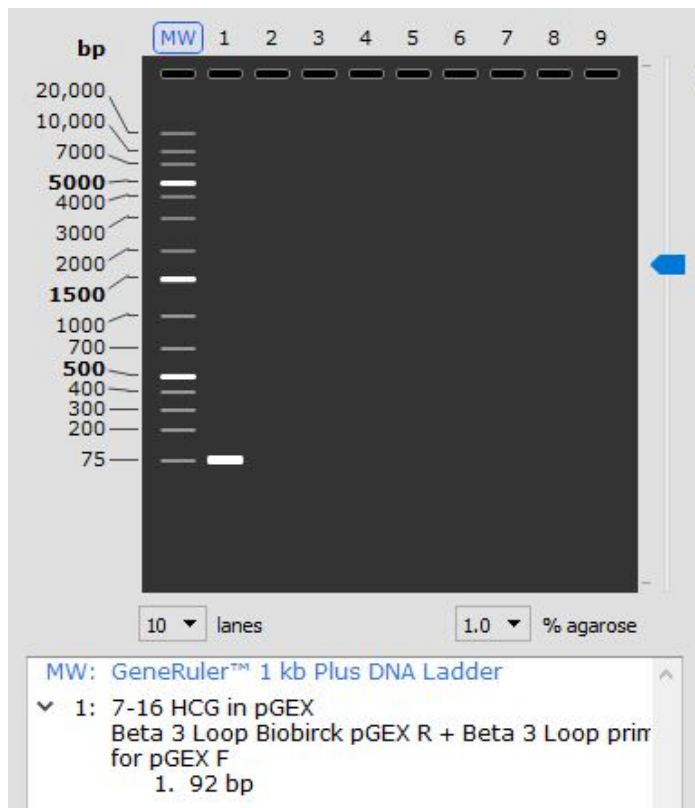 bp
MW 1 2 3 4 5 6 7 8 9
20,000
10,000
7000
5000
4000
3000
2000
1500
1000
700
500
400
300
200
75
10 lanes 1.0 % agarose
MW: GeneRuler™ 1 kb Plus DNA Ladder
1: 7-16 HCG in pGEX
Beta 3 Loop Biobirck pGEX R + Beta 3 Loop prim
for pGEX F
1. 92 bp